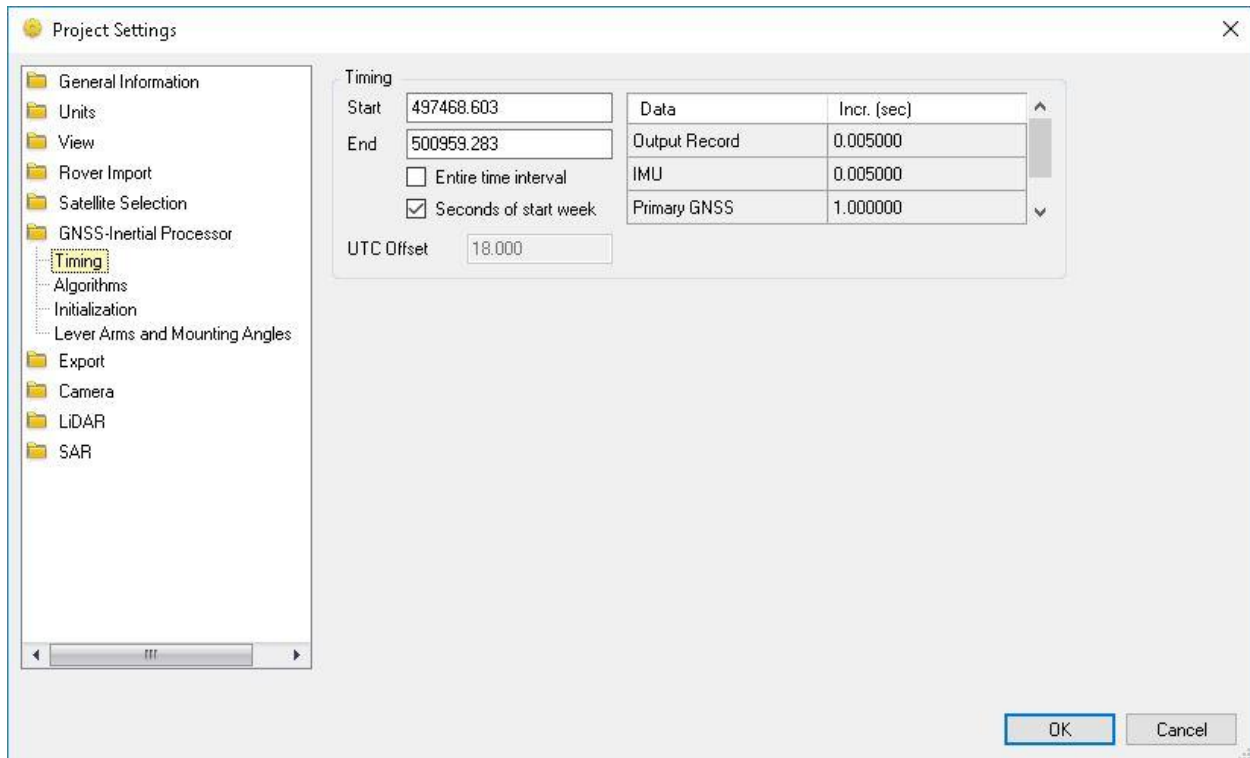 Project Settings
General Information
Units
View
Rover Import
Satellite Selection
GNSS-Inertial Processor
Timing
Algorithms
Initialization
Lever Arms and Mounting Angles
Export
Camera
LiDAR
SAR
Timing
Start 497468.603
End 500959.283
Entire time interval
Seconds of start week
UTC Offset 18.000
Data Incr. (sec)
Output Record 0.005000
IMU 0.005000
Primary GNSS 1.000000
OK Cancel